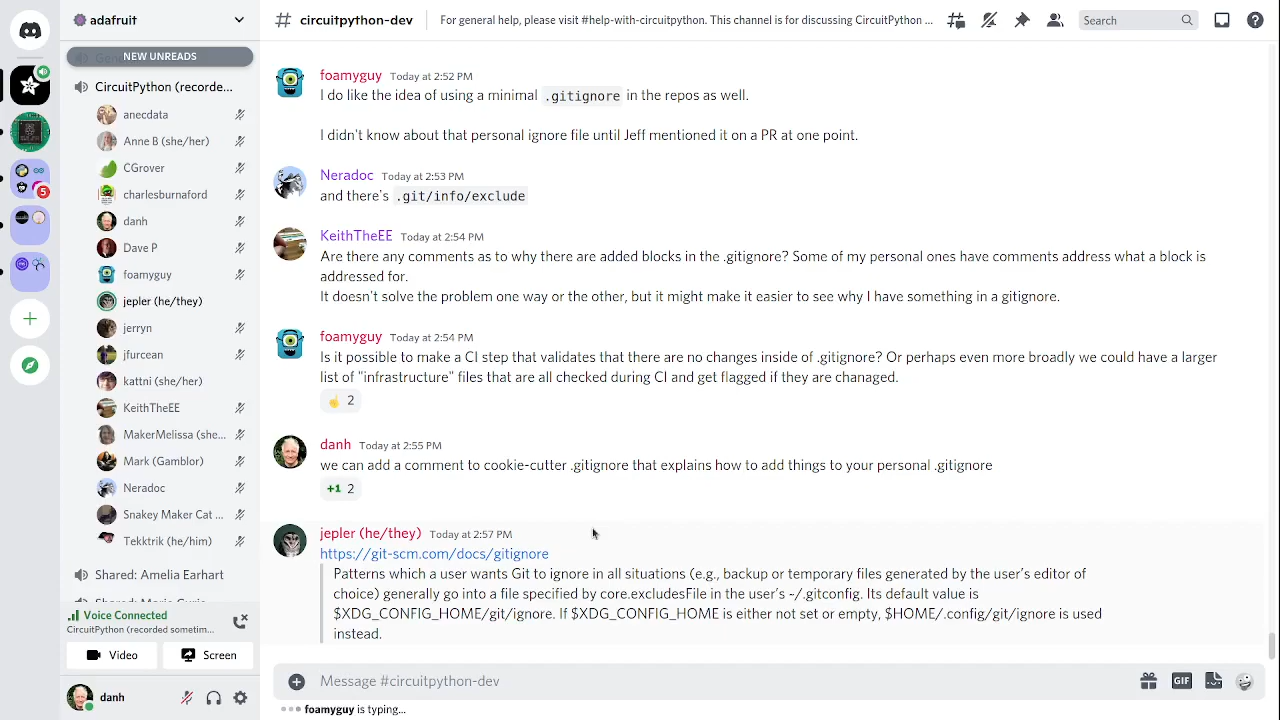 adafruit
General
NEW UNREADS
CircuitPython (recorde...
anecdata
Anne B (she/her)
CGrover
charlesburnaford
danh
Dave P
foamyguy
jepler (he/they)
jerryn
jfurcean
kattni (she/her)
KeithTheEE
MakerMelissa (she...
Mark (Gamblor)
Neradoc
Snakey Maker Cat ...
Tekktrik (he/him)
Shared: Amelia Earhart
Shared: Marie Curie
Voice Connected
CircuitPython (recorded sometim...
Video
Screen
danh
5
# circuitpython-dev
For general help, please visit #help-with-circuitpython. This channel is for discussing CircuitPython ...
Search
foamyguy Today at 2:52 PM
I do like the idea of using a minimal .gitignore in the repos as well.
I didn't know about that personal ignore file until Jeff mentioned it on a PR at one point.
Neradoc Today at 2:53 PM
and there's .git/info/exclude
KeithTheEE Today at 2:54 PM
Are there any comments as to why there are added blocks in the .gitignore? Some of my personal ones have comments address what a block is
addressed for.
It doesn't solve the problem one way or the other, but it might make it easier to see why I have something in a gitignore.
foamyguy Today at 2:54 PM
Is it possible to make a CI step that validates that there are no changes inside of .gitignore? Or perhaps even more broadly we could have a larger
list of "infrastructure" files that are all checked during CI and get flagged if they are chanaged.
☝ 2
danh Today at 2:55 PM
we can add a comment to cookie-cutter .gitignore that explains how to add things to your personal .gitignore
+1 2
jepler (he/they) Today at 2:57 PM
https://git-scm.com/docs/gitignore
Patterns which a user wants Git to ignore in all situations (e.g., backup or temporary files generated by the user's editor of
choice) generally go into a file specified by core.excludesFile in the user's ~/.gitconfig. Its default value is
$XDG_CONFIG_HOME/git/ignore. If $XDG_CONFIG_HOME is either not set or empty, $HOME/.config/git/ignore is used
instead.
Message #circuitpython-dev
GIF
foamyguy is typing...